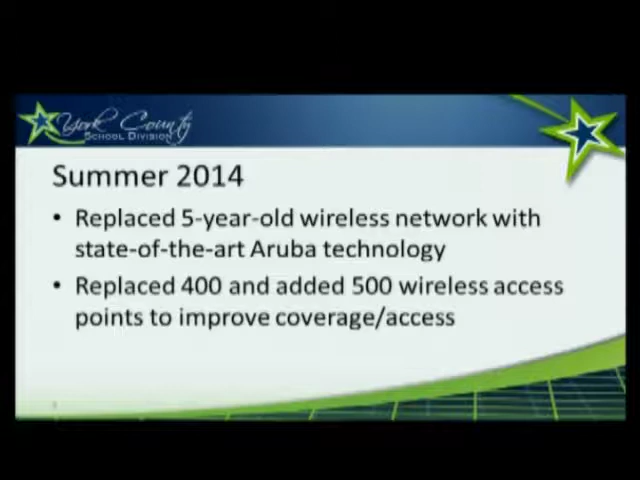 York County
SCHOOL DIVISION
Summer 2014
• Replaced 5-year-old wireless network with
state-of-the-art Aruba technology
• Replaced 400 and added 500 wireless access
points to improve coverage/access